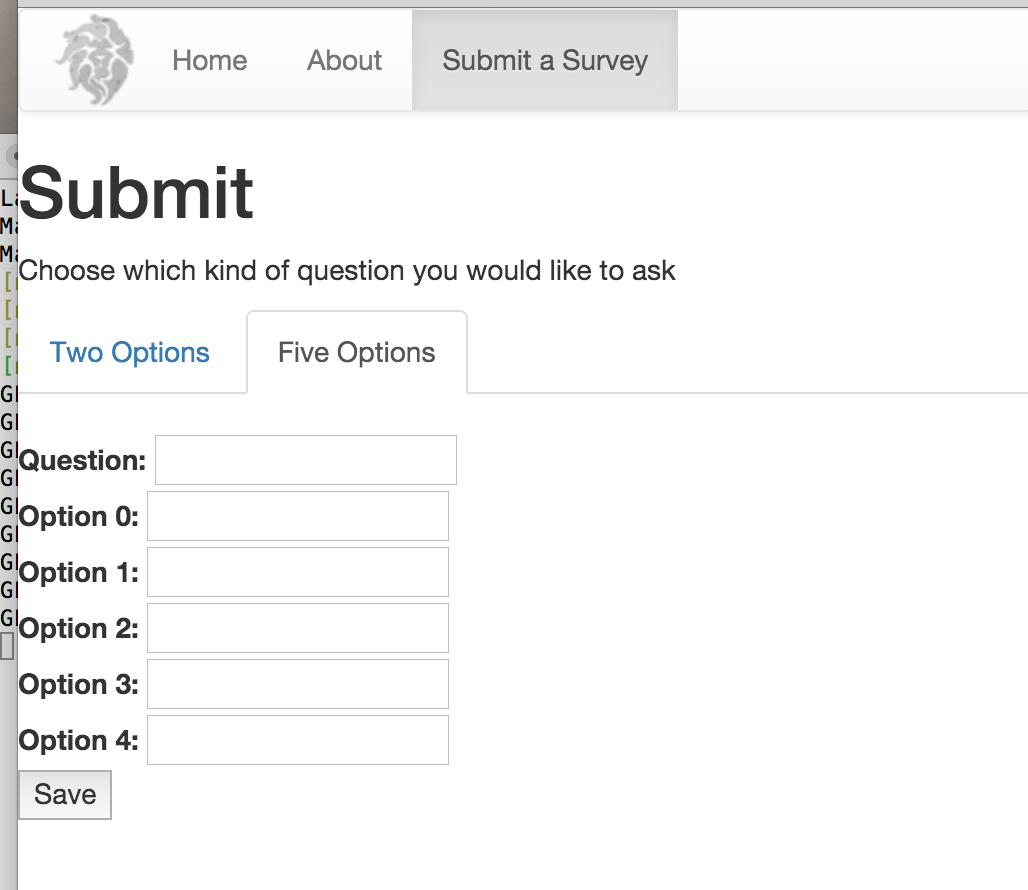 Home About Submit a Survey
Submit
Choose which kind of question you would like to ask
Two Options Five Options
Question:
Option 0:
Option 1:
Option 2:
Option 3:
Option 4:
Save